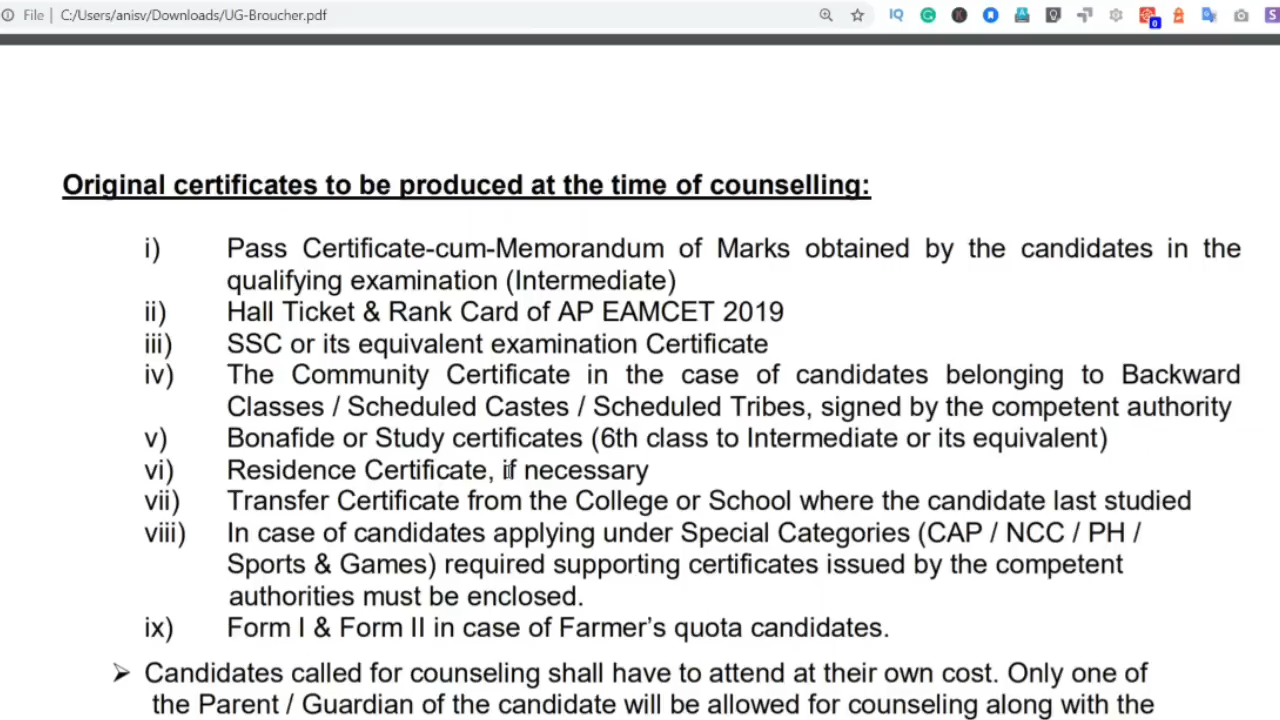 File | C:/Users/anisv/Downloads/UG-Broucher.pdf
IQ
0
S
Original certificates to be produced at the time of counselling:
i) Pass Certificate-cum-Memorandum of Marks obtained by the candidates in the
qualifying examination (Intermediate)
ii) Hall Ticket & Rank Card of AP EAMCET 2019
iii) SSC or its equivalent examination Certificate
iv) The Community Certificate in the case of candidates belonging to Backward
Classes / Scheduled Castes / Scheduled Tribes, signed by the competent authority
v) Bonafide or Study certificates (6th class to Intermediate or its equivalent)
vi) Residence Certificate, if necessary
vii) Transfer Certificate from the College or School where the candidate last studied
viii) In case of candidates applying under Special Categories (CAP / NCC / PH /
Sports & Games) required supporting certificates issued by the competent
authorities must be enclosed.
ix) Form I & Form II in case of Farmer’s quota candidates.
➢ Candidates called for counseling shall have to attend at their own cost. Only one of
the Parent / Guardian of the candidate will be allowed for counseling along with the